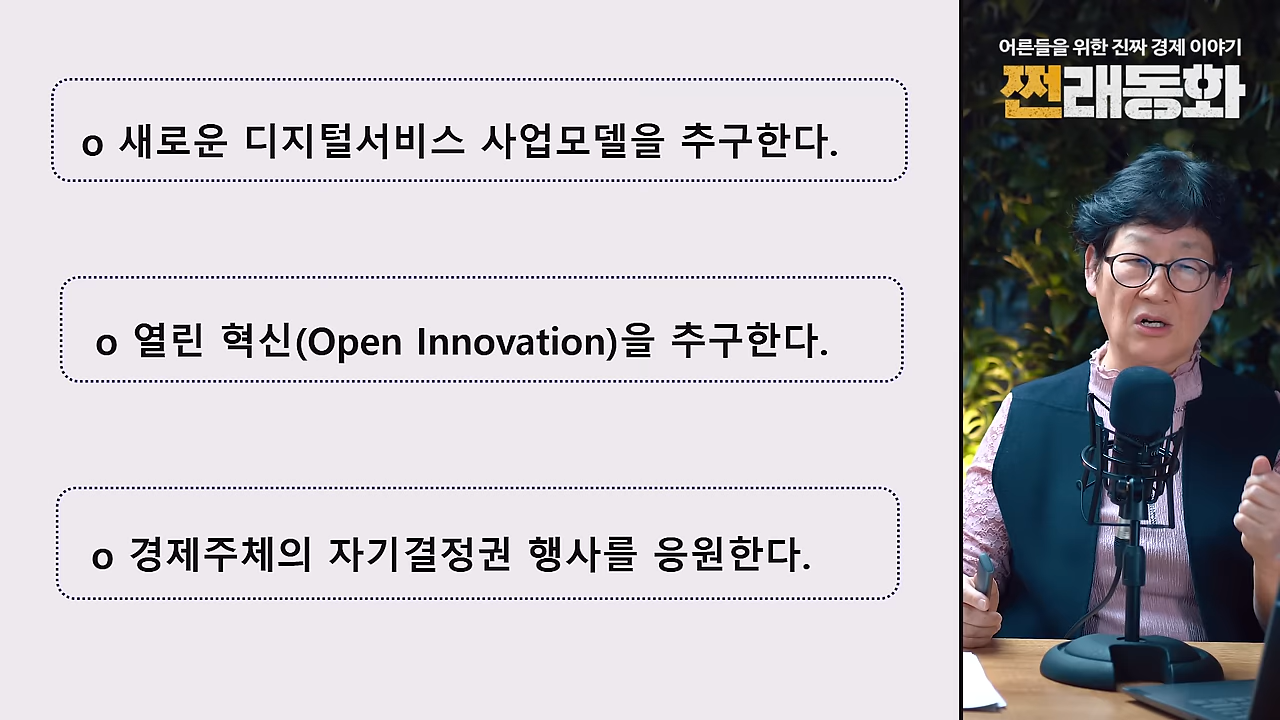 o 새로운 디지털서비스 사업모델을 추구한다.
o 열린 혁신(Open Innovation)을 추구한다.
o 경제주체의 자기결정권 행사를 응원한다.
어른들을 위한 진짜 경제 이야기
쩐래동화